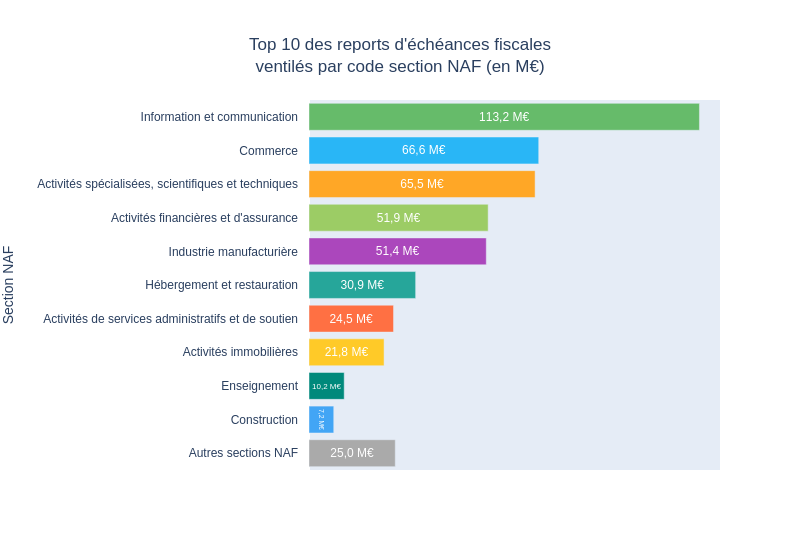 Top 10 des reports d'échéances fiscales
ventilés par code section NAF (en M€)
Section NAF
Information et communication 113,2 M€
Commerce 66,6 M€
Activités spécialisées, scientifiques et techniques 65,5 M€
Activités financières et d'assurance 51,9 M€
Industrie manufacturière 51,4 M€
Hébergement et restauration 30,9 M€
Activités de services administratifs et de soutien 24,5 M€
Activités immobilières 21,8 M€
Enseignement 10,2 M€
Construction 7,2 M€
Autres sections NAF 25,0 M€